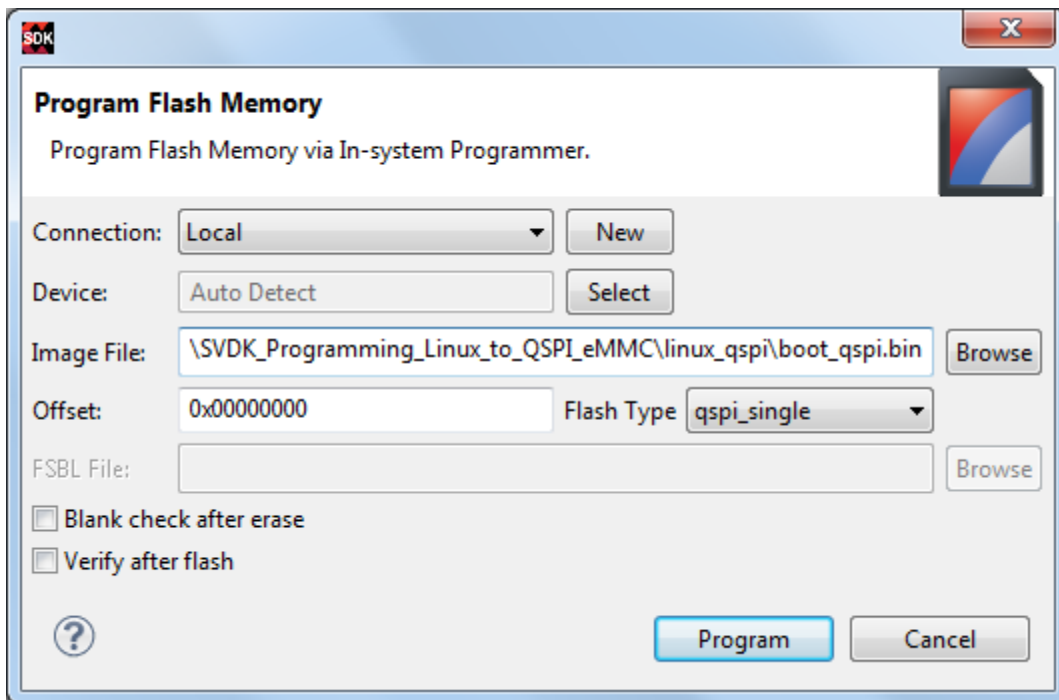 SDK
Program Flash Memory
Program Flash Memory via In-system Programmer.
Connection: Local New
Device: Auto Detect Select
Image File: \SVDK_Programming_Linux_to_QSPI_eMMC\linux_qspi\boot_qspi.bin Browse
Offset: 0x00000000 Flash Type qspi_single
FSBL File: Browse
Blank check after erase
Verify after flash
? Program Cancel